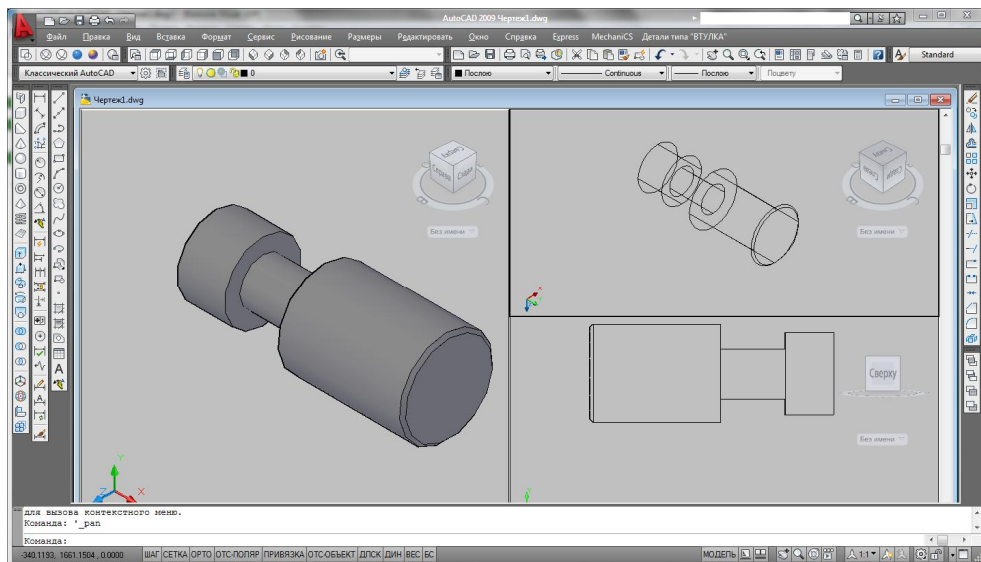 AutoCAD 2009 Чертеж1.dwg
Файл Правка Вид Вставка Формат Сервис Рисование Размеры Редактировать Окно Справка Express MechaniCS Детали типа "ВТУЛКА"
Standard
Классический AutoCAD 0 Послою Continuous Послою Поцвету
Чертеж1.dwg
Без имени
Без имени
Сверху
Без имени
Y
Z X
для вызова контекстного меню.
Команда: '_pan
Команда:
-340.1193, 1661.1504 , 0.0000 ШАГ СЕТКА ОРТО ОТС-ПОЛЯР ПРИВЯЗКА ОТС-ОБЪЕКТ ДПСК ДИН ВЕС БС МОДЕЛЬ 1:1